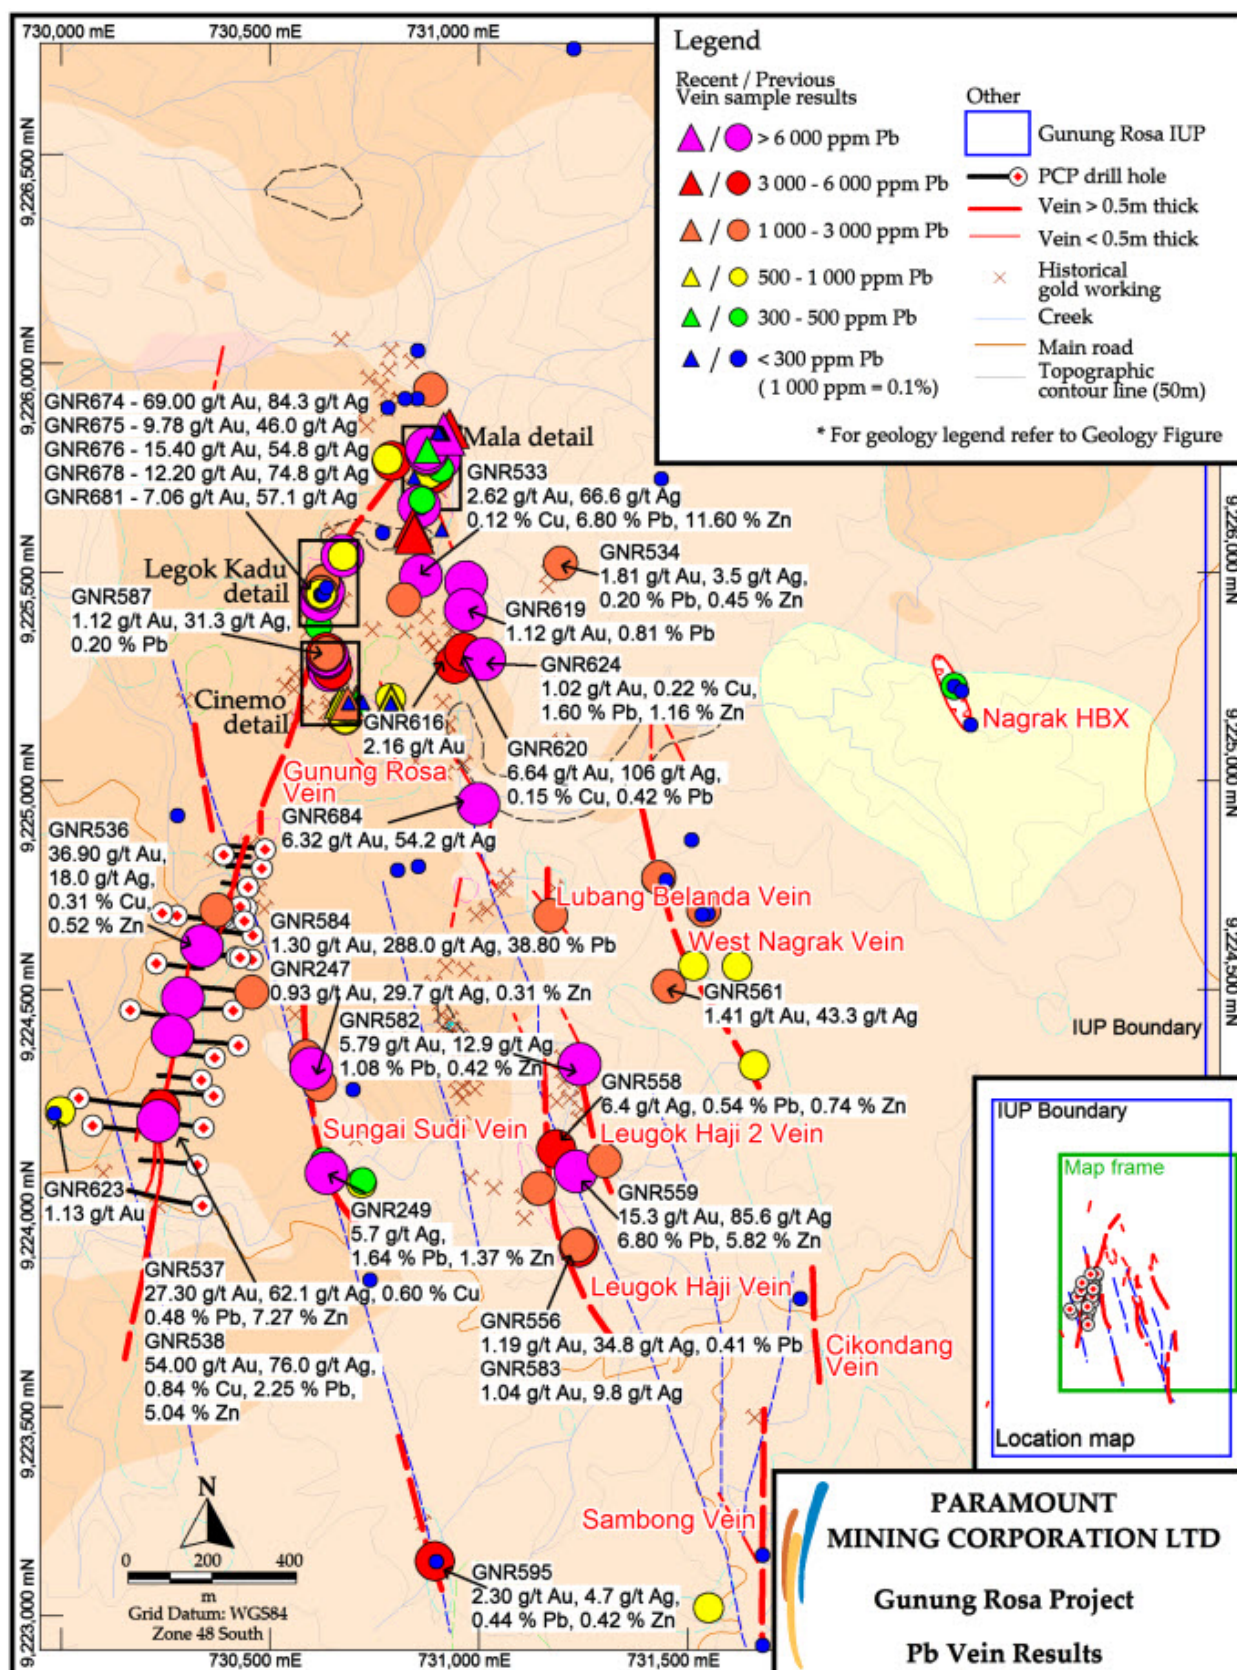 730,000 mE
730,500 mE
731,000 mE
Legend
Recent / Previous
Vein sample results
/
> 6 000 ppm Pb
/
3 000 - 6 000 ppm Pb
/
1 000 - 3 000 ppm Pb
/
500 - 1 000 ppm Pb
/
300 - 500 ppm Pb
/
< 300 ppm Pb
( 1 000 ppm = 0.1%)
Other
Gunung Rosa IUP
PCP drill hole
Vein > 0.5m thick
Vein < 0.5m thick
Historical
gold working
Creek
Main road
Topographic
contour line (50m)
* For geology legend refer to Geology Figure
9,226,500 mN
9,226,000 mN
9,225,500 mN
9,225,000 mN
9,224,500 mN
9,224,000 mN
9,223,500 mN
9,223,000 mN
9,226,000 mN
9,225,500 mN
9,225,000 mN
9,224,500 mN
GNR674 - 69.00 g/t Au, 84.3 g/t Ag
GNR675 - 9.78 g/t Au, 46.0 g/t Ag
GNR676 - 15.40 g/t Au, 54.8 g/t Ag
GNR678 - 12.20 g/t Au, 74.8 g/t Ag
GNR681 - 7.06 g/t Au, 57.1 g/t Ag
Mala detail
GNR533
2.62 g/t Au, 66.6 g/t Ag
0.12 % Cu, 6.80 % Pb, 11.60 % Zn
Legok Kadu
detail
GNR534
1.81 g/t Au, 3.5 g/t Ag,
0.20 % Pb, 0.45 % Zn
GNR587
1.12 g/t Au, 31.3 g/t Ag,
0.20 % Pb
GNR619
1.12 g/t Au, 0.81 % Pb
GNR624
1.02 g/t Au, 0.22 % Cu,
1.60 % Pb, 1.16 % Zn
Cinemo
detail
GNR616
2.16 g/t Au
Nagrak HBX
GNR620
6.64 g/t Au, 106 g/t Ag,
0.15 % Cu, 0.42 % Pb
Gunung Rosa
Vein
GNR684
6.32 g/t Au, 54.2 g/t Ag
GNR536
36.90 g/t Au,
18.0 g/t Ag,
0.31 % Cu,
0.52 % Zn
Lubang Belanda Vein
GNR584
1.30 g/t Au, 288.0 g/t Ag, 38.80 % Pb
West Nagrak Vein
GNR247
0.93 g/t Au, 29.7 g/t Ag, 0.31 % Zn
GNR561
1.41 g/t Au, 43.3 g/t Ag
IUP Boundary
GNR582
5.79 g/t Au, 12.9 g/t Ag,
1.08 % Pb, 0.42 % Zn
GNR558
6.4 g/t Ag, 0.54 % Pb, 0.74 % Zn
Sungai Sudi Vein
Leugok Haji 2 Vein
GNR623
1.13 g/t Au
GNR249
5.7 g/t Ag,
1.64 % Pb, 1.37 % Zn
GNR559
15.3 g/t Au, 85.6 g/t Ag
6.80 % Pb, 5.82 % Zn
GNR537
27.30 g/t Au, 62.1 g/t Ag, 0.60 % Cu
0.48 % Pb, 7.27 % Zn
GNR538
54.00 g/t Au, 76.0 g/t Ag,
0.84 % Cu, 2.25 % Pb,
5.04 % Zn
Leugok Haji Vein
GNR556
1.19 g/t Au, 34.8 g/t Ag, 0.41 % Pb
GNR583
1.04 g/t Au, 9.8 g/t Ag
Cikondang
Vein
Sambong Vein
GNR595
2.30 g/t Au, 4.7 g/t Ag,
0.44 % Pb, 0.42 % Zn
IUP Boundary
Map frame
Location map
N
0
200
400
m
Grid Datum: WGS84
Zone 48 South
PARAMOUNT
MINING CORPORATION LTD
Gunung Rosa Project
Pb Vein Results
730,500 mE
731,000 mE
731,500 mE